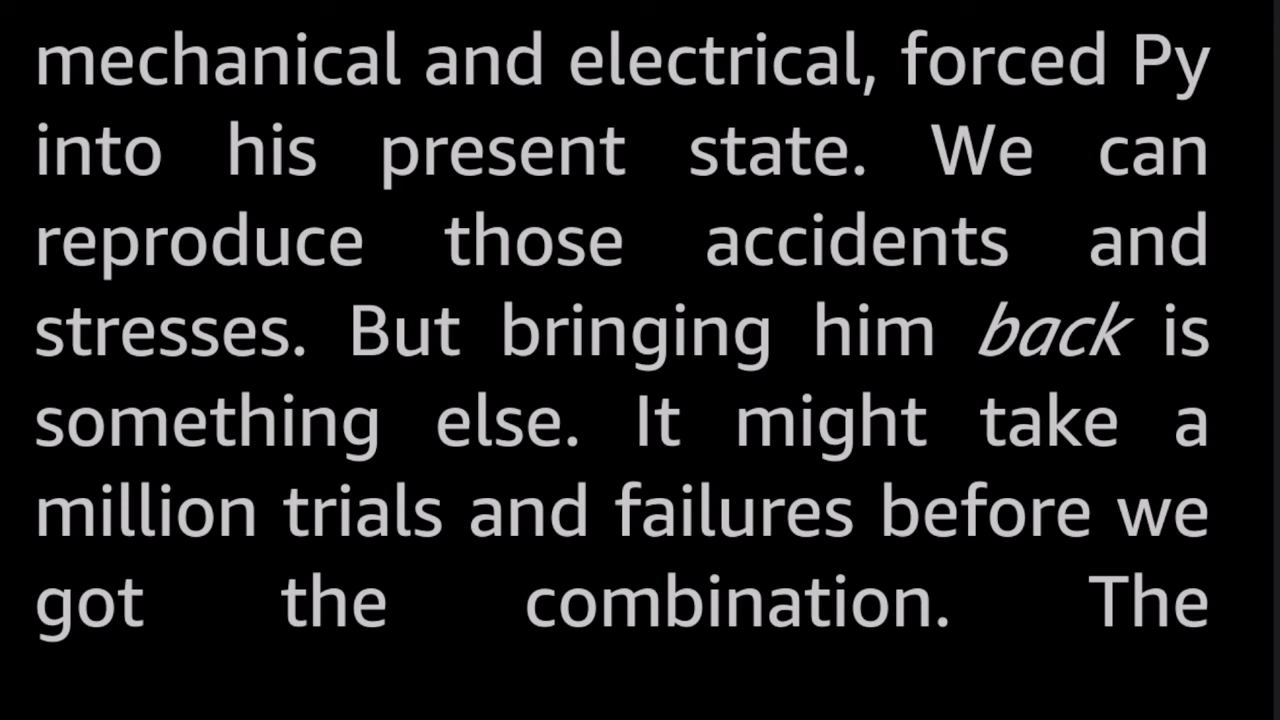 mechanical and electrical, forced Py
into his present state. We can
reproduce those accidents and
stresses. But bringing him back is
something else. It might take a
million trials and failures before we
got the combination. The